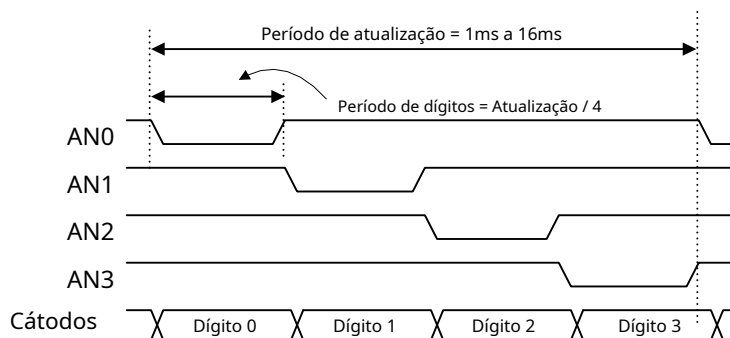 Período de atualização = 1ms a 16ms
Período de dígitos = Atualização / 4
AN0
AN1
AN2
AN3
Cátodos
Dígito 0
Dígito 1
Dígito 2
Dígito 3